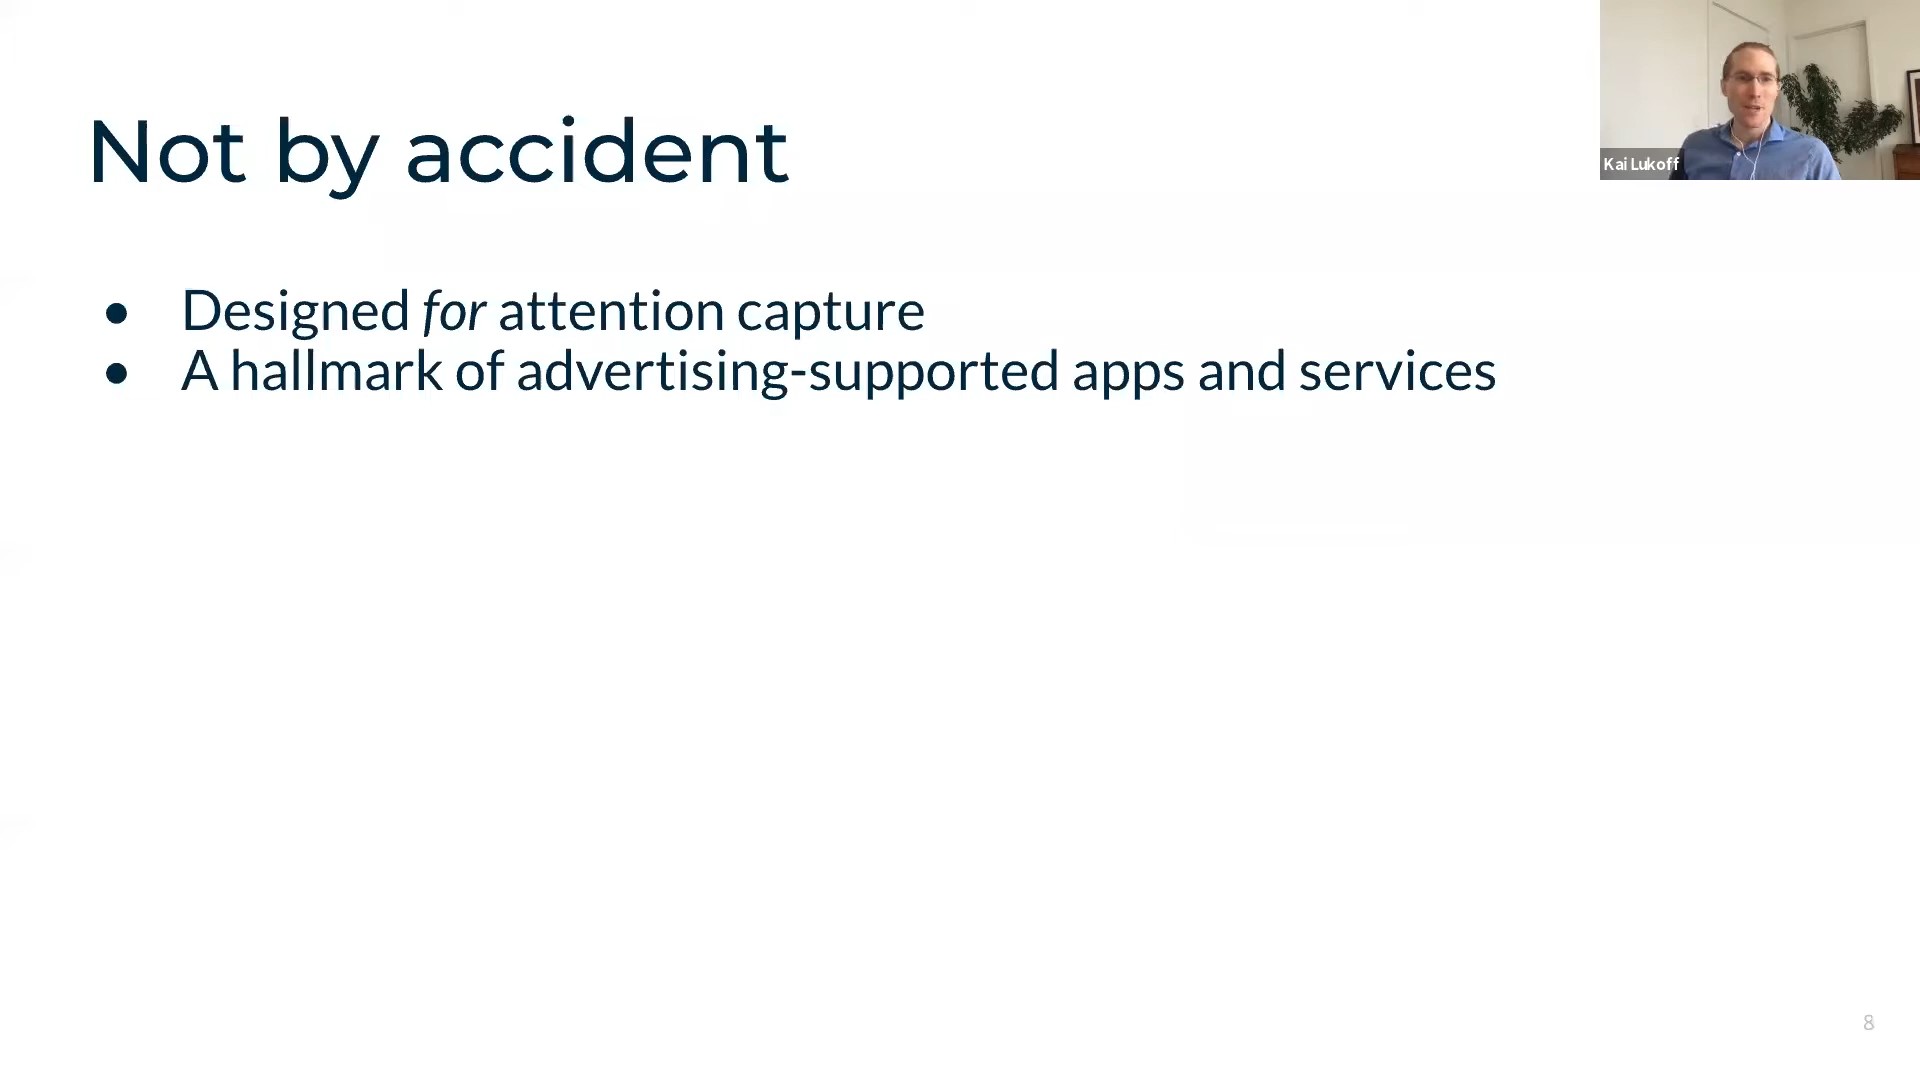 Not by accident
Kai Lukoff
● Designed for attention capture
● A hallmark of advertising-supported apps and services
8